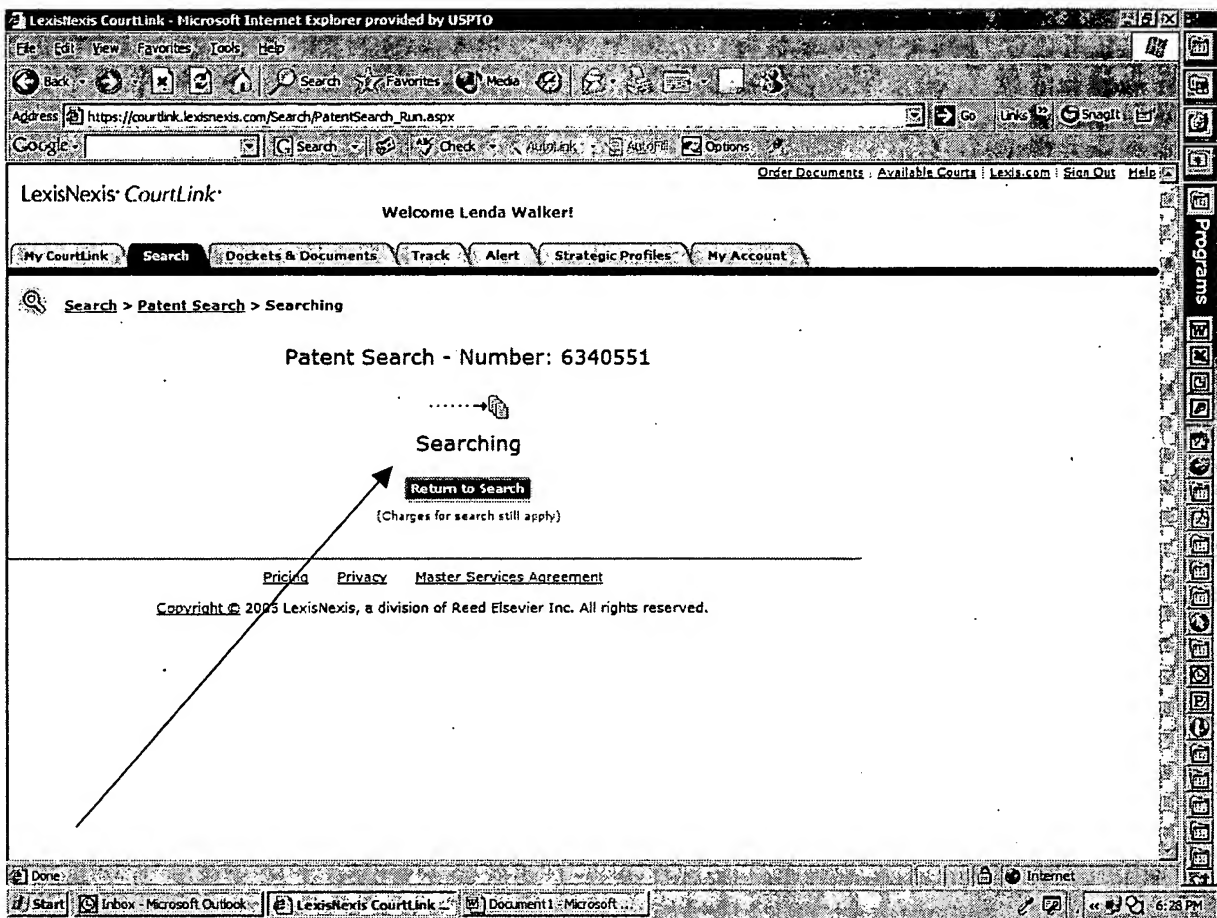 LexisNexis CourtLink - Microsoft Internet Explorer provided by USPTO
File Edit View Favorites Tools Help
Back Search Favorites Media
Address https://courtlink.lexisnexis.com/Search/PatentSearch_Run.aspx Go Links SnagIt
Google Search Check AutoLink AutoFill Options
Order Documents Available Courts Lexis.com Sign Out Help
LexisNexis CourtLink
Welcome Lenda Walker!
My CourtLink Search Dockets & Documents Track Alert Strategic Profiles My Account
Search > Patent Search > Searching
Patent Search - Number: 6340551
Searching
Return to Search
(Charges for search still apply)
Pricing Privacy Master Services Agreement
Copyright © 2005 LexisNexis, a division of Reed Elsevier Inc. All rights reserved.
Programs
Done Internet
Start Inbox - Microsoft Outlook LexisNexis CourtLink ... Document1 - Microsoft ... 6:28 PM